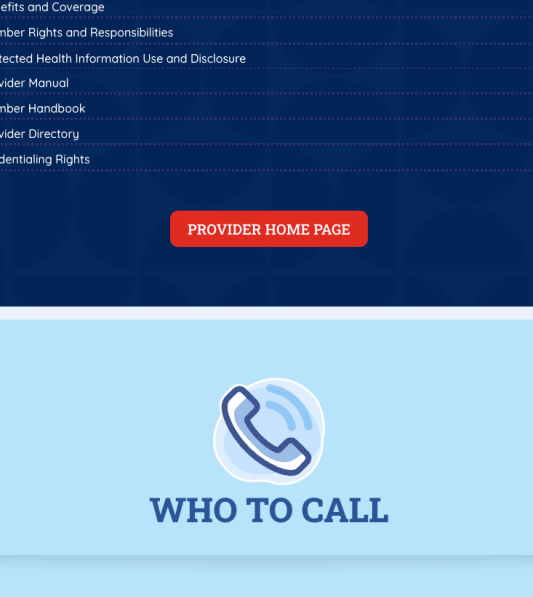 efits and Coverage
mber Rights and Responsibilities
tected Health Information Use and Disclosure
vider Manual
mber Handbook
vider Directory
dentialing Rights
PROVIDER HOME PAGE
WHO TO CALL